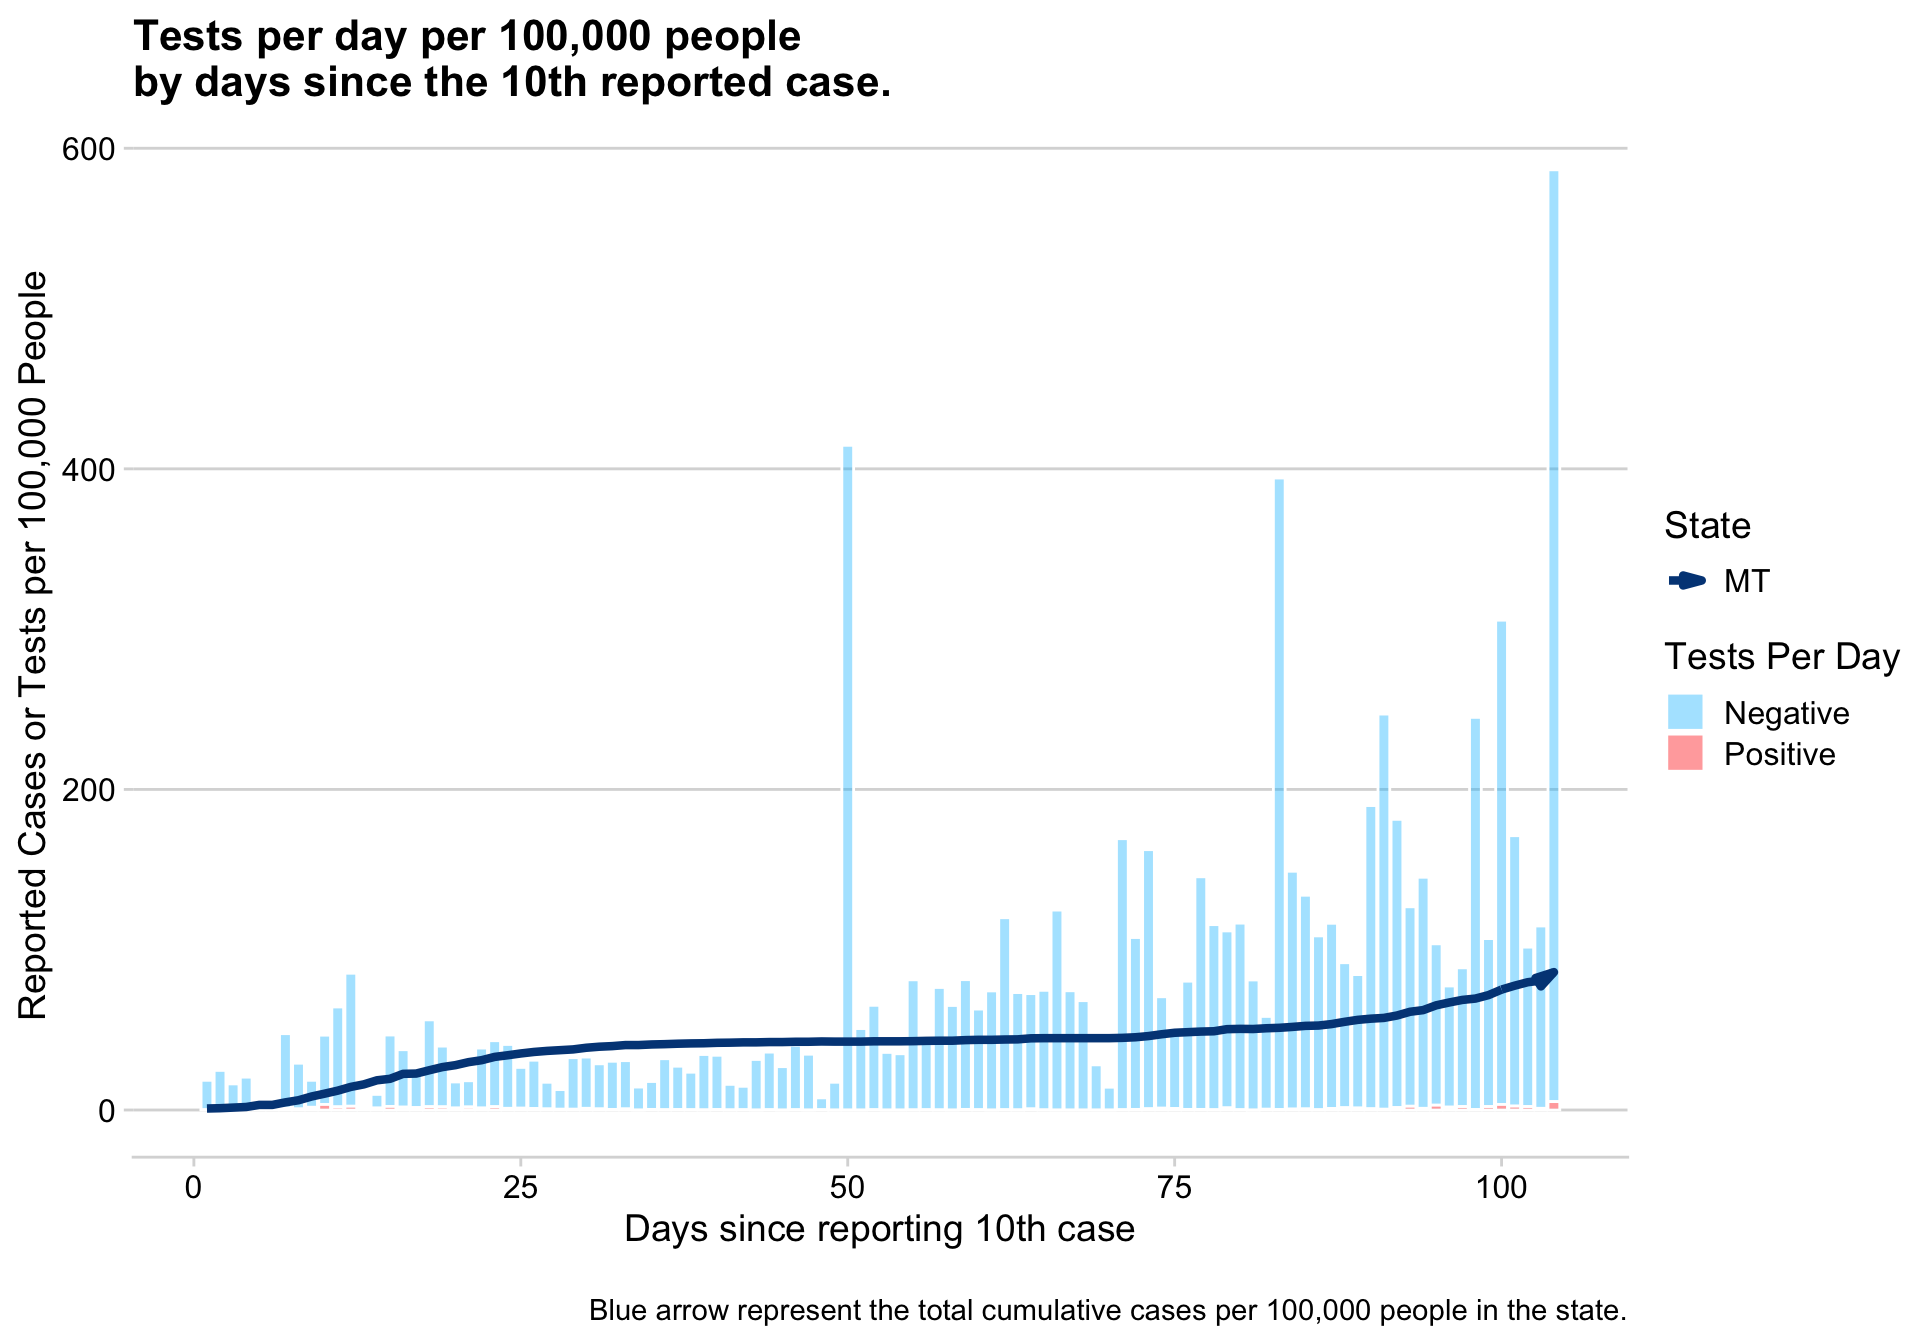 Tests per day per 100,000 people
by days since the 10th reported case.
Reported Cases or Tests per 100,000 People
600
400
200
0
0 25 50 75 100
Days since reporting 10th case
State
MT
Tests Per Day
Negative
Positive
Blue arrow represent the total cumulative cases per 100,000 people in the state.